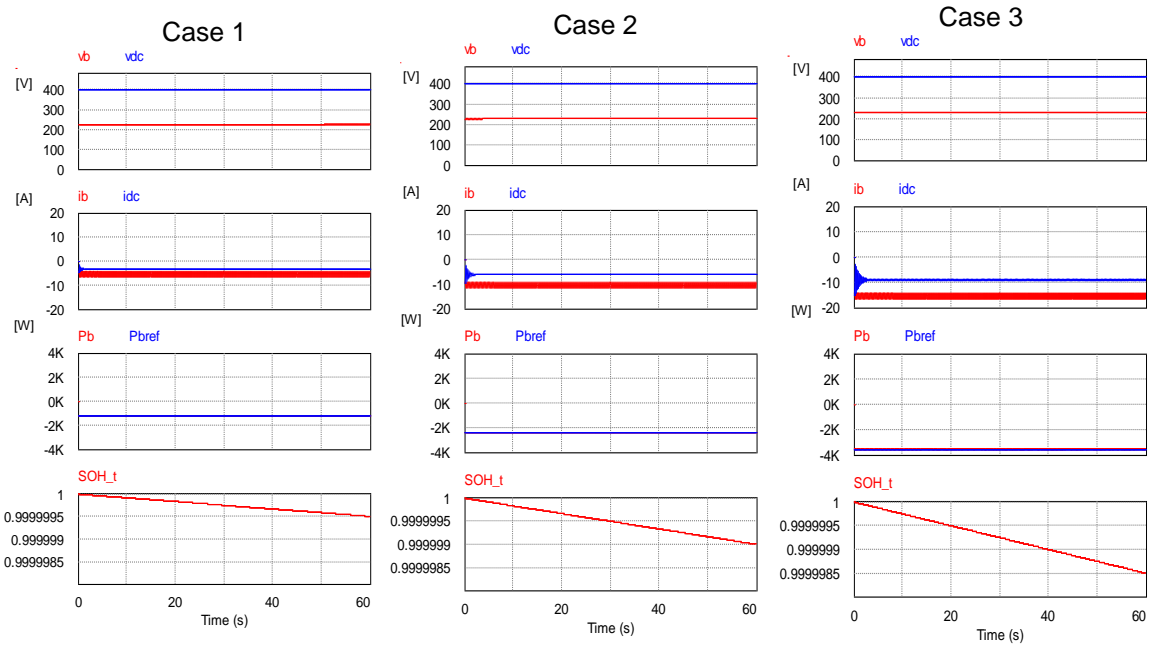 Case 1
vb vdc
[V]
400
300
200
100
0
[A]
ib idc
20
10
0
-10
-20
[W]
Pb Pbref
4K
2K
0K
-2K
-4K
SOH_t
1
0.9999995
0.999999
0.9999985
0 20 40 60
Time (s)
Case 2
vb vdc
[V]
400
300
200
100
0
[A]
ib idc
20
10
0
-10
-20
[W]
Pb Pbref
4K
2K
0K
-2K
-4K
SOH_t
1
0.9999995
0.999999
0.9999985
0 20 40 60
Time (s)
Case 3
vb vdc
[V]
400
300
200
100
0
[A]
ib idc
20
10
0
-10
-20
[W]
Pb Pbref
4K
2K
0K
-2K
-4K
SOH_t
1
0.9999995
0.999999
0.9999985
0 20 40 60
Time (s)